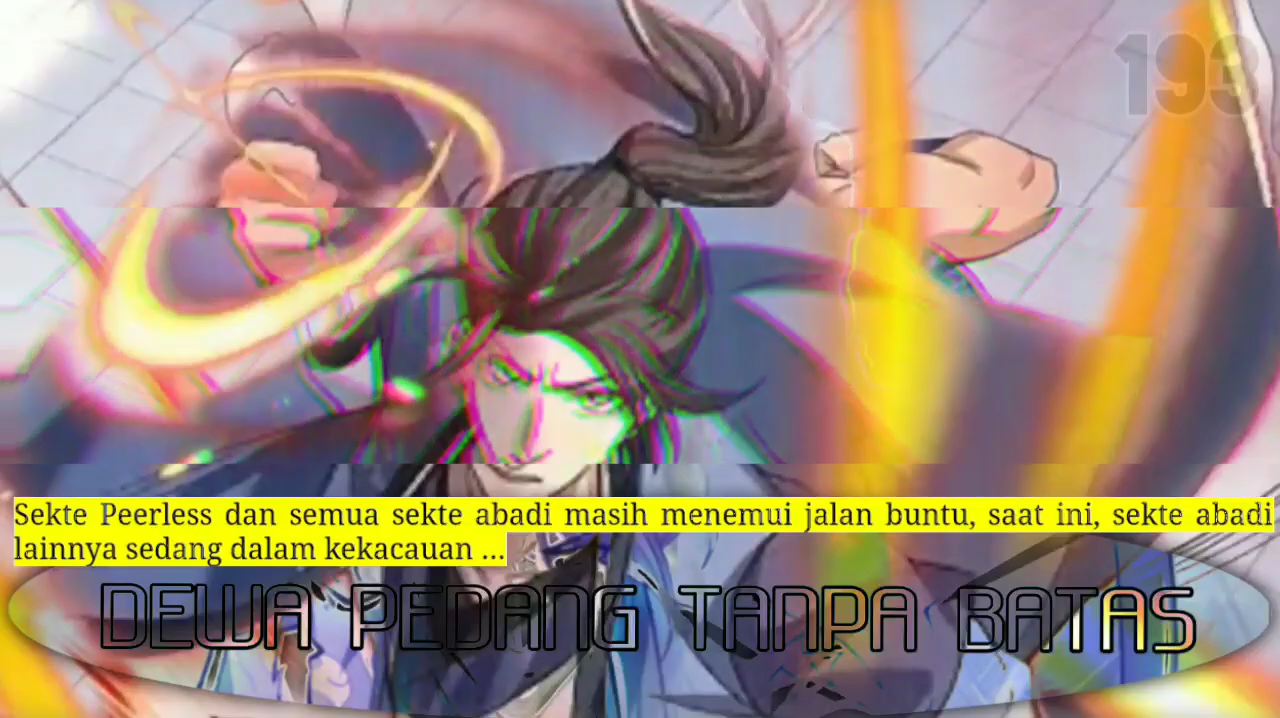 193
Sekte Peerless dan semua sekte abadi masih menemui jalan buntu, saat ini, sekte abadi
lainnya sedang dalam kekacauan ...
DEWA PEDANG TANPA BATAS